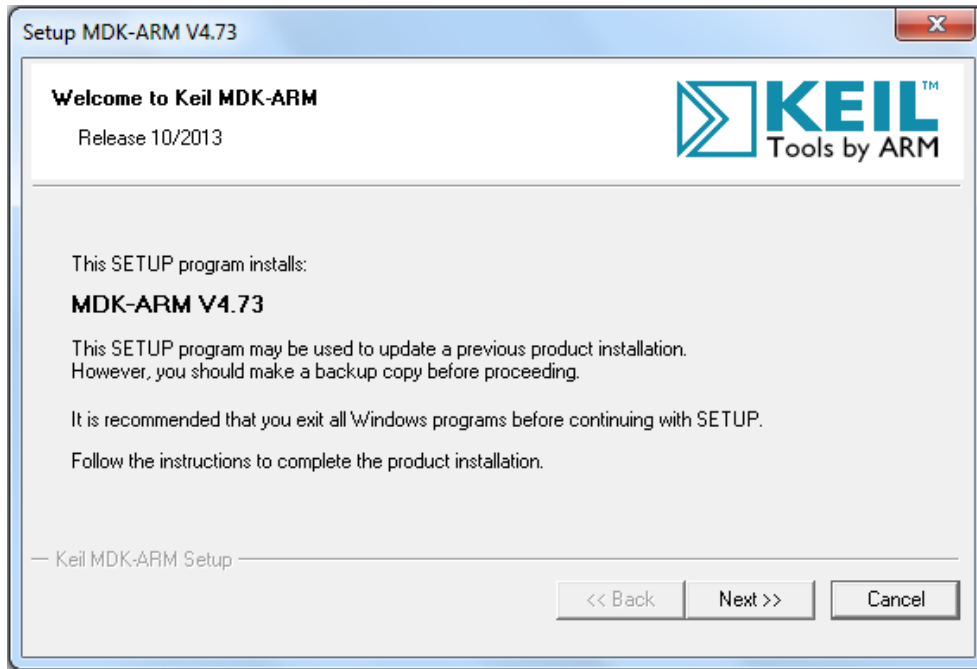 Setup MDK-ARM V4.73
Welcome to Keil MDK-ARM
Release 10/2013
KEIL™
Tools by ARM
This SETUP program installs:
MDK-ARM V4.73
This SETUP program may be used to update a previous product installation.
However, you should make a backup copy before proceeding.
It is recommended that you exit all Windows programs before continuing with SETUP.
Follow the instructions to complete the product installation.
Keil MDK-ARM Setup
<< Back Next >> Cancel